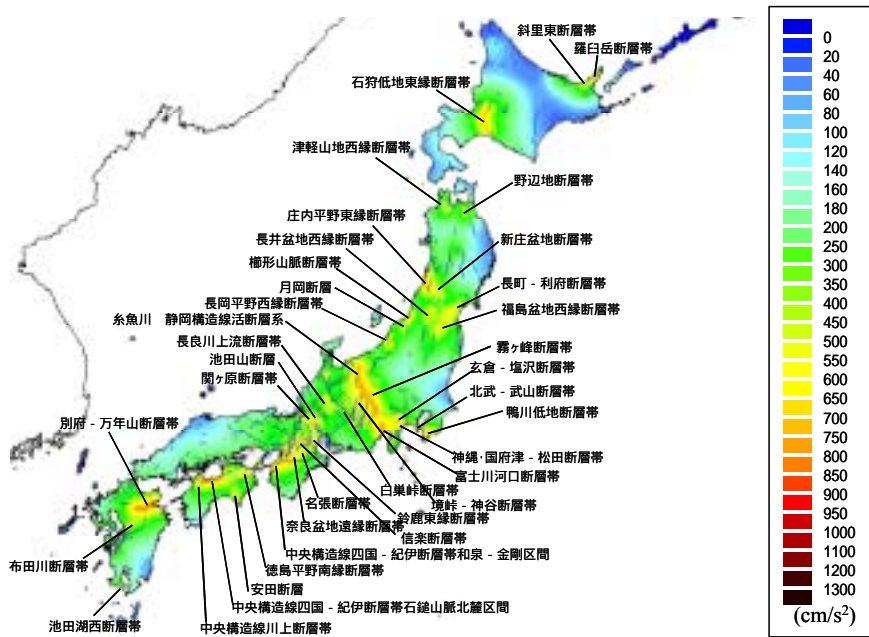 斜里東断層帯
羅臼岳断層帯
石狩低地東縁断層帯
津軽山地西縁断層帯
野辺地断層帯
庄内平野東縁断層帯
長井盆地西縁断層帯
新庄盆地断層帯
櫛形山脈断層帯
月岡断層
長町 - 利府断層帯
長岡平野西縁断層帯
福島盆地西縁断層帯
糸魚川 静岡構造線活断層系
長良川上流断層帯
霧ヶ峰断層帯
池田山断層
玄倉 - 塩沢断層帯
関ヶ原断層帯
北武 - 武山断層帯
別府 - 万年山断層帯
鴨川低地断層帯
神縄･国府津 - 松田断層帯
富士川河口断層帯
白巣峠断層帯
境峠 - 神谷断層帯
名張断層帯
鈴鹿東縁断層帯
奈良盆地遠縁断層帯
信楽断層帯
布田川断層帯
中央構造線四国 - 紀伊断層帯和泉 - 金剛区間
徳島平野南縁断層帯
安田断層
中央構造線四国 - 紀伊断層帯石鎚山脈北麓区間
池田湖西断層帯
中央構造線川上断層帯
0
20
40
60
80
100
120
140
160
180
200
250
300
350
400
450
500
550
600
650
700
750
800
850
900
950
1000
1100
1200
1300
(cm/s²)